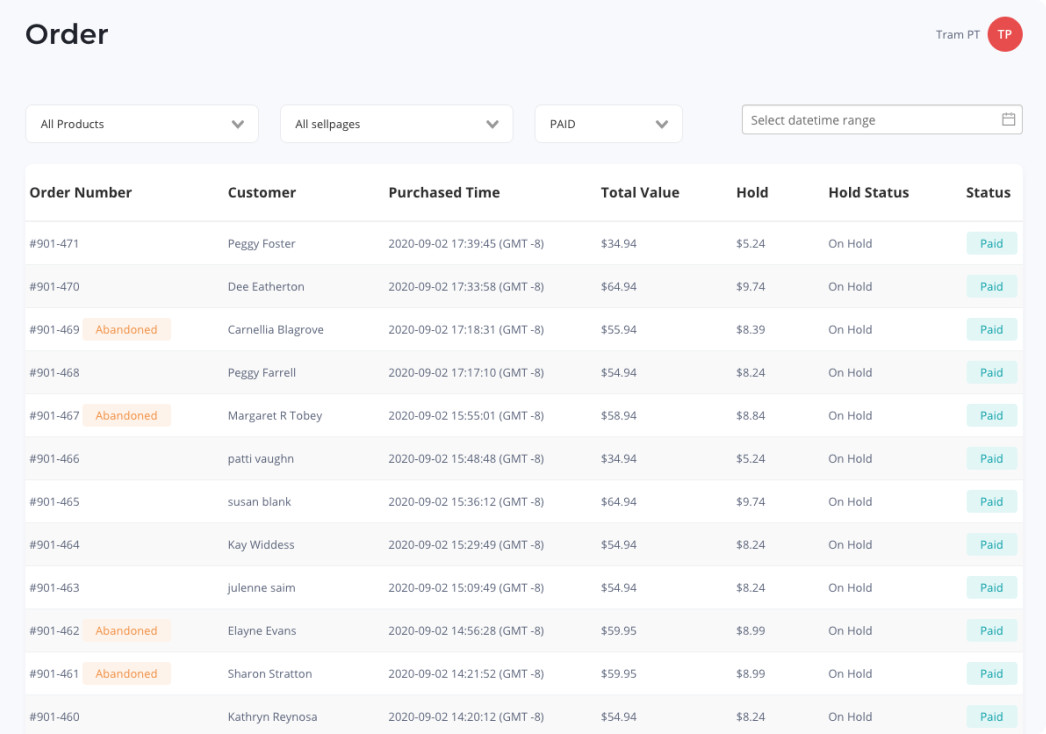 Order
Tram PT TP
All Products All sellpages PAID Select datetime range
Order Number Customer Purchased Time Total Value Hold Hold Status Status
#901-471 Peggy Foster 2020-09-02 17:39:45 (GMT -8) $34.94 $5.24 On Hold Paid
#901-470 Dee Eatherton 2020-09-02 17:33:58 (GMT -8) $64.94 $9.74 On Hold Paid
#901-469 Abandoned Carnellia Blagrove 2020-09-02 17:18:31 (GMT -8) $55.94 $8.39 On Hold Paid
#901-468 Peggy Farrell 2020-09-02 17:17:10 (GMT -8) $54.94 $8.24 On Hold Paid
#901-467 Abandoned Margaret R Tobey 2020-09-02 15:55:01 (GMT -8) $58.94 $8.84 On Hold Paid
#901-466 patti vaughn 2020-09-02 15:48:48 (GMT -8) $34.94 $5.24 On Hold Paid
#901-465 susan blank 2020-09-02 15:36:12 (GMT -8) $64.94 $9.74 On Hold Paid
#901-464 Kay Widdess 2020-09-02 15:29:49 (GMT -8) $54.94 $8.24 On Hold Paid
#901-463 julenne saim 2020-09-02 15:09:49 (GMT -8) $54.94 $8.24 On Hold Paid
#901-462 Abandoned Elayne Evans 2020-09-02 14:56:28 (GMT -8) $59.95 $8.99 On Hold Paid
#901-461 Abandoned Sharon Stratton 2020-09-02 14:21:52 (GMT -8) $59.95 $8.99 On Hold Paid
#901-460 Kathryn Reynosa 2020-09-02 14:20:12 (GMT -8) $54.94 $8.24 On Hold Paid